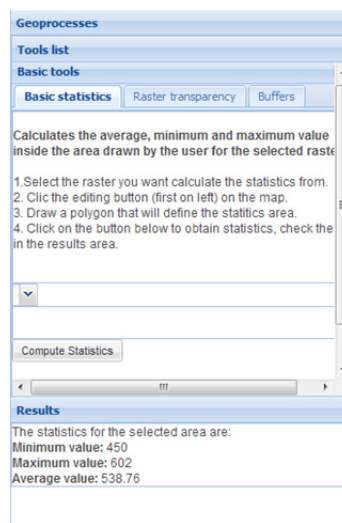 Geoprocesses
Tools list
Basic tools
Basic statistics Raster transparency Buffers
Calculates the average, minimum and maximum value
inside the area drawn by the user for the selected raste
1.Select the raster you want calculate the statistics from.
2. Clic the editing button (first on left) on the map.
3. Draw a polygon that will define the statitics area.
4. Click on the button below to obtain statistics, check the
in the results area.
Compute Statistics
Results
The statistics for the selected area are:
Minimum value: 450
Maximum value: 602
Average value: 538.76